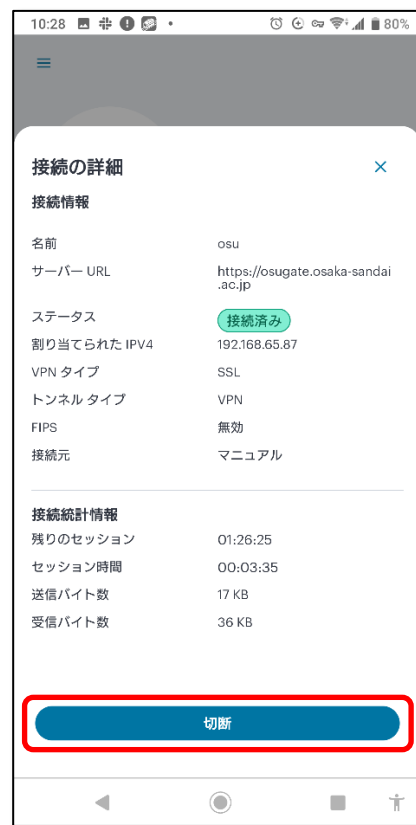 10:28 80%
接続の詳細
接続情報
名前 osu
サーバー URL https://osugate.osaka-sandai
.ac.jp
ステータス 接続済み
割り当てられた IPV4 192.168.65.87
VPN タイプ SSL
トンネル タイプ VPN
FIPS 無効
接続元 マニュアル
接続統計情報
残りのセッション 01:26:25
セッション時間 00:03:35
送信バイト数 17 KB
受信バイト数 36 KB
切断